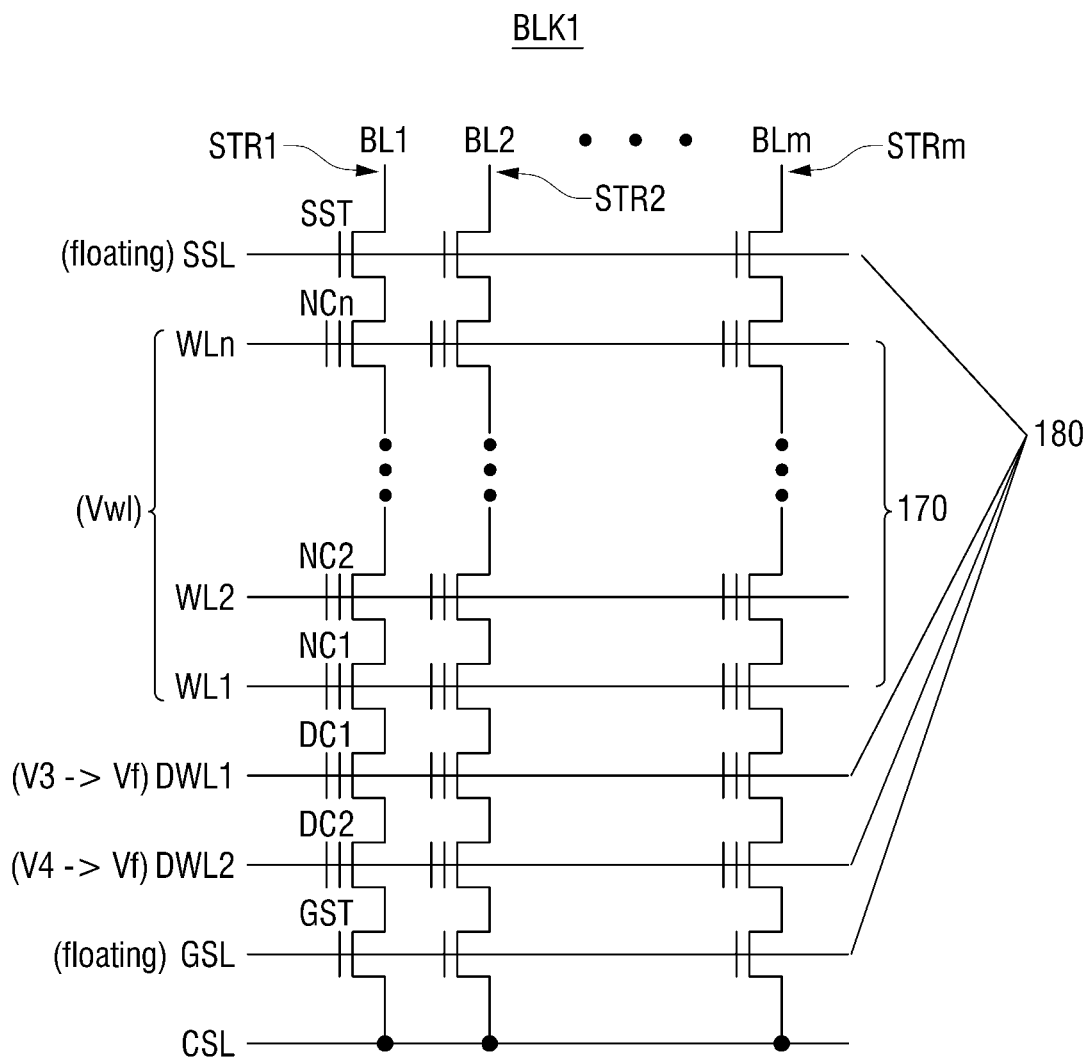 BLK1
STR1 BL1 BL2 BLm STRm
STR2
SST
(floating) SSL
NCn
WLn
180
(Vwl) 170
NC2
WL2
NC1
WL1
DC1
(V3 -> Vf) DWL1
DC2
(V4 -> Vf) DWL2
GST
(floating) GSL
CSL